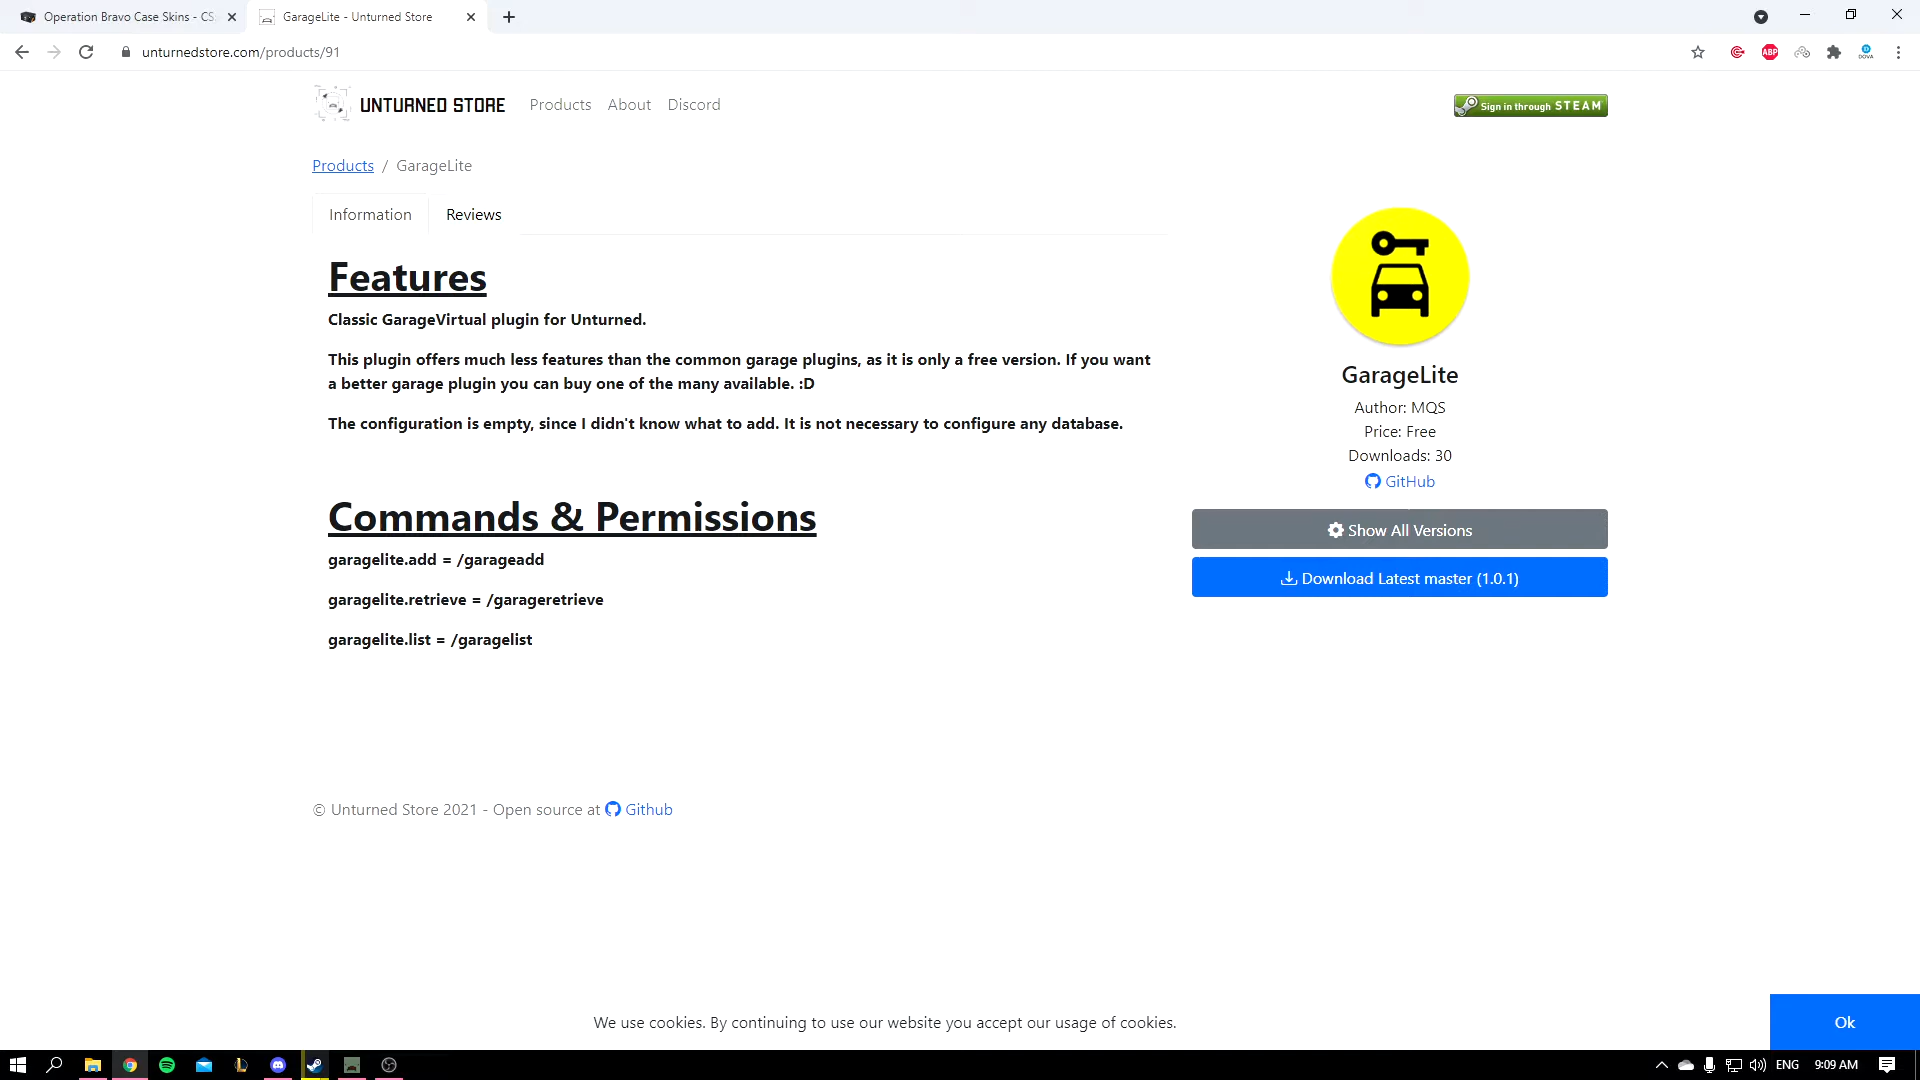 Operation Bravo Case Skins - CS:
GarageLite - Unturned Store
unturnedstore.com/products/91
ABP
DOVA
UNTURNED STORE
Products
About
Discord
Sign in through STEAM
Products / GarageLite
Information
Reviews
Features
Classic GarageVirtual plugin for Unturned.
This plugin offers much less features than the common garage plugins, as it is only a free version. If you want
a better garage plugin you can buy one of the many available. :D
The configuration is empty, since I didn't know what to add. It is not necessary to configure any database.
Commands & Permissions
garagelite.add = /garageadd
garagelite.retrieve = /garageretrieve
garagelite.list = /garagelist
GarageLite
Author: MQS
Price: Free
Downloads: 30
GitHub
Show All Versions
Download Latest master (1.0.1)
© Unturned Store 2021 - Open source at Github
We use cookies. By continuing to use our website you accept our usage of cookies.
Ok
ENG
9:09 AM